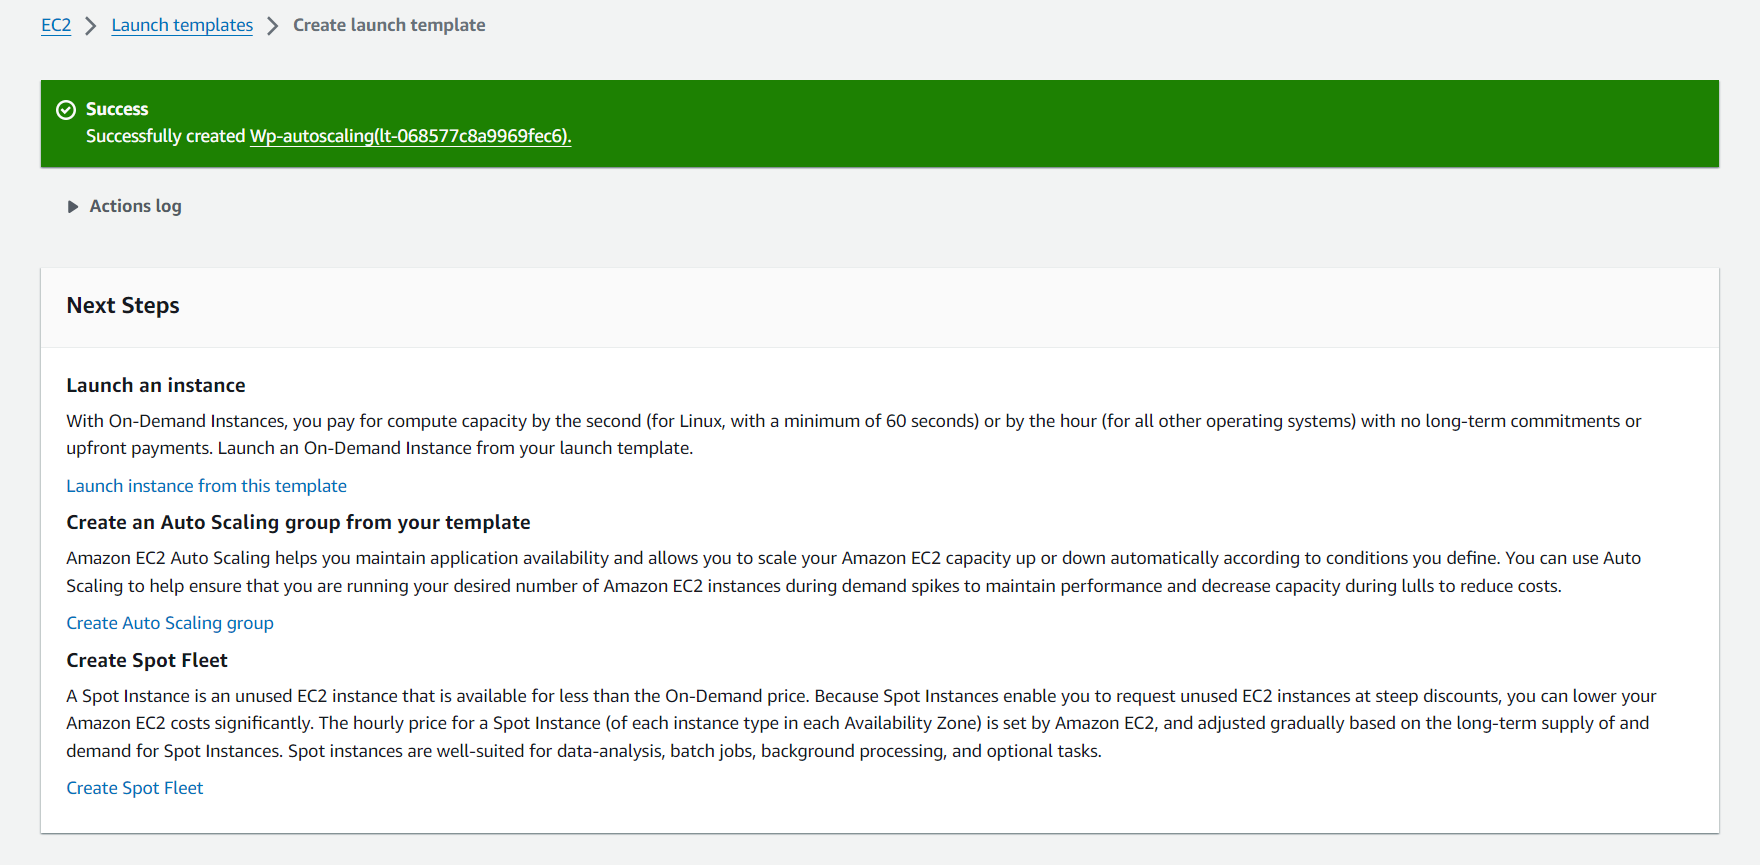 EC2 > Launch templates > Create launch template
Success
Successfully created Wp-autoscaling(lt-068577c8a9969fec6).
Actions log
Next Steps
Launch an instance
With On-Demand Instances, you pay for compute capacity by the second (for Linux, with a minimum of 60 seconds) or by the hour (for all other operating systems) with no long-term commitments or
upfront payments. Launch an On-Demand Instance from your launch template.
Launch instance from this template
Create an Auto Scaling group from your template
Amazon EC2 Auto Scaling helps you maintain application availability and allows you to scale your Amazon EC2 capacity up or down automatically according to conditions you define. You can use Auto
Scaling to help ensure that you are running your desired number of Amazon EC2 instances during demand spikes to maintain performance and decrease capacity during lulls to reduce costs.
Create Auto Scaling group
Create Spot Fleet
A Spot Instance is an unused EC2 instance that is available for less than the On-Demand price. Because Spot Instances enable you to request unused EC2 instances at steep discounts, you can lower your
Amazon EC2 costs significantly. The hourly price for a Spot Instance (of each instance type in each Availability Zone) is set by Amazon EC2, and adjusted gradually based on the long-term supply of and
demand for Spot Instances. Spot instances are well-suited for data-analysis, batch jobs, background processing, and optional tasks.
Create Spot Fleet